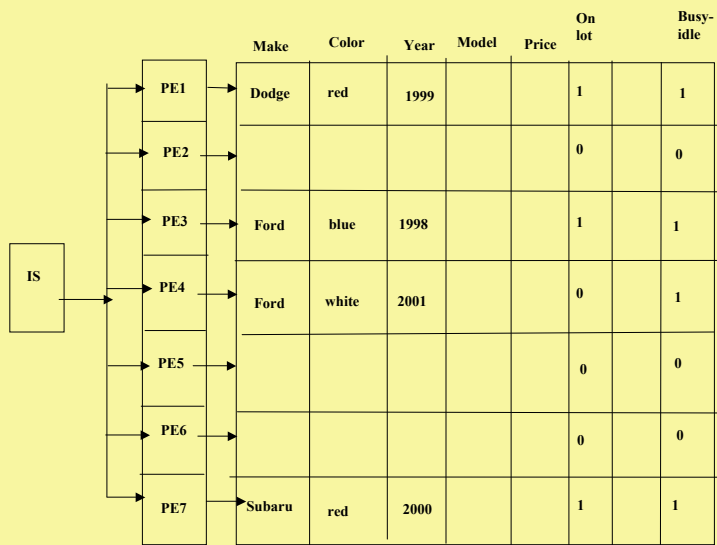 On Busy-
lot idle
Make Color Year Model Price
PE1 Dodge red 1999 1 1
PE2 0 0
PE3 Ford blue 1998 1 1
IS
PE4 Ford white 2001 0 1
PE5 0 0
PE6 0 0
PE7 Subaru red 2000 1 1